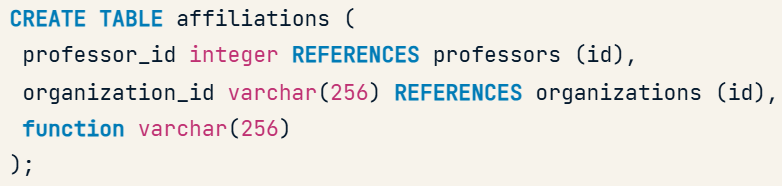 CREATE TABLE affiliations (
 professor_id integer REFERENCES professors (id),
 organization_id varchar(256) REFERENCES organizations (id),
 function varchar(256)
);